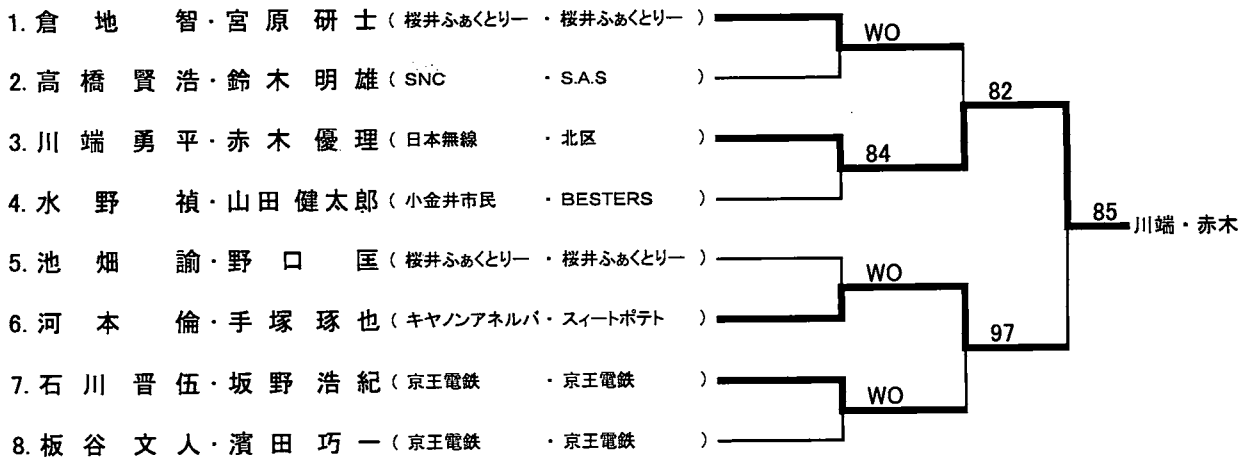 1. 倉地 智・宮原研士 ( 桜井ふぁくとりー ・ 桜井ふぁくとりー )
WO
2. 高橋賢浩・鈴木明雄 ( SNC ・ S.A.S )
82
3. 川端勇平・赤木優理 ( 日本無線 ・ 北区 )
84
4. 水野 禎・山田健太郎 ( 小金井市民 ・ BESTERS )
85 川端・赤木
5. 池畑 諭・野口 匡 ( 桜井ふぁくとりー ・ 桜井ふぁくとりー )
WO
6. 河本 倫・手塚琢也 ( キヤノンアネルバ ・ スィートポテト )
97
7. 石川晋伍・坂野浩紀 ( 京王電鉄 ・ 京王電鉄 )
WO
8. 板谷文人・濱田巧一 ( 京王電鉄 ・ 京王電鉄 )